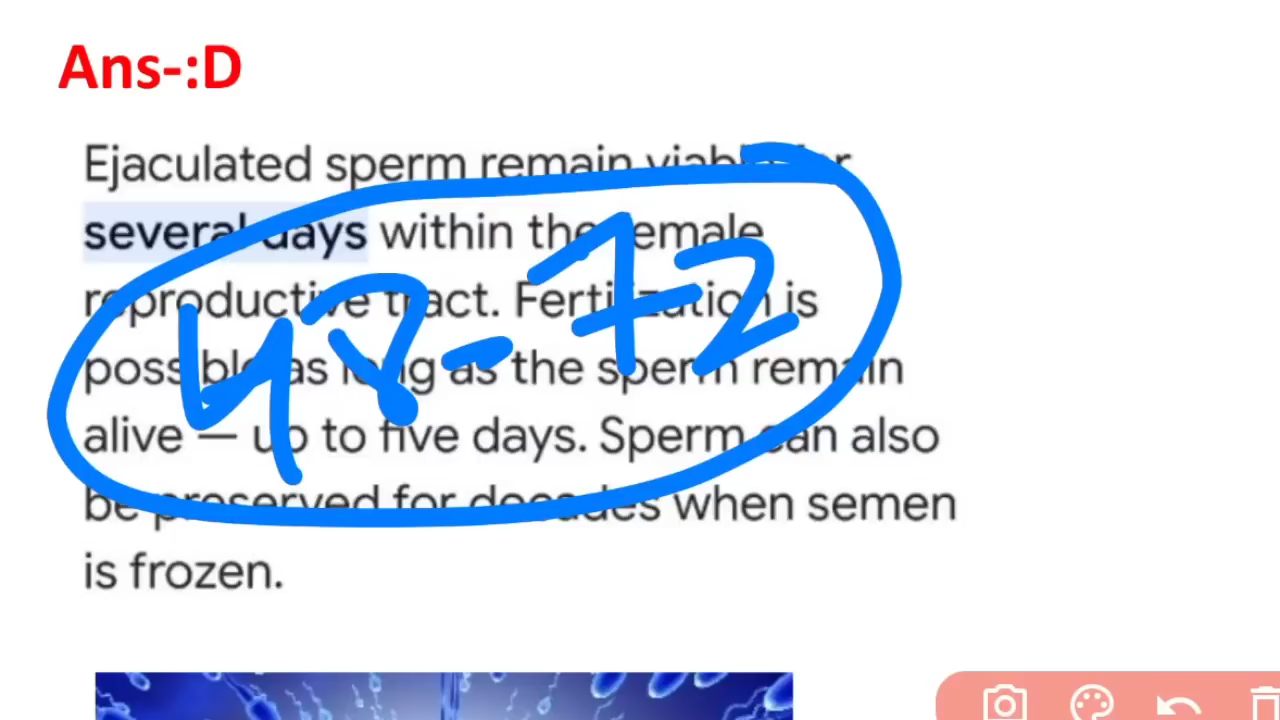 Ans-:D
Ejaculated sperm remain viable for
several days within the female
reproductive tract. Fertilization is
possible as long as the sperm remain
alive — up to five days. Sperm can also
be preserved for decades when semen
is frozen.
48-72